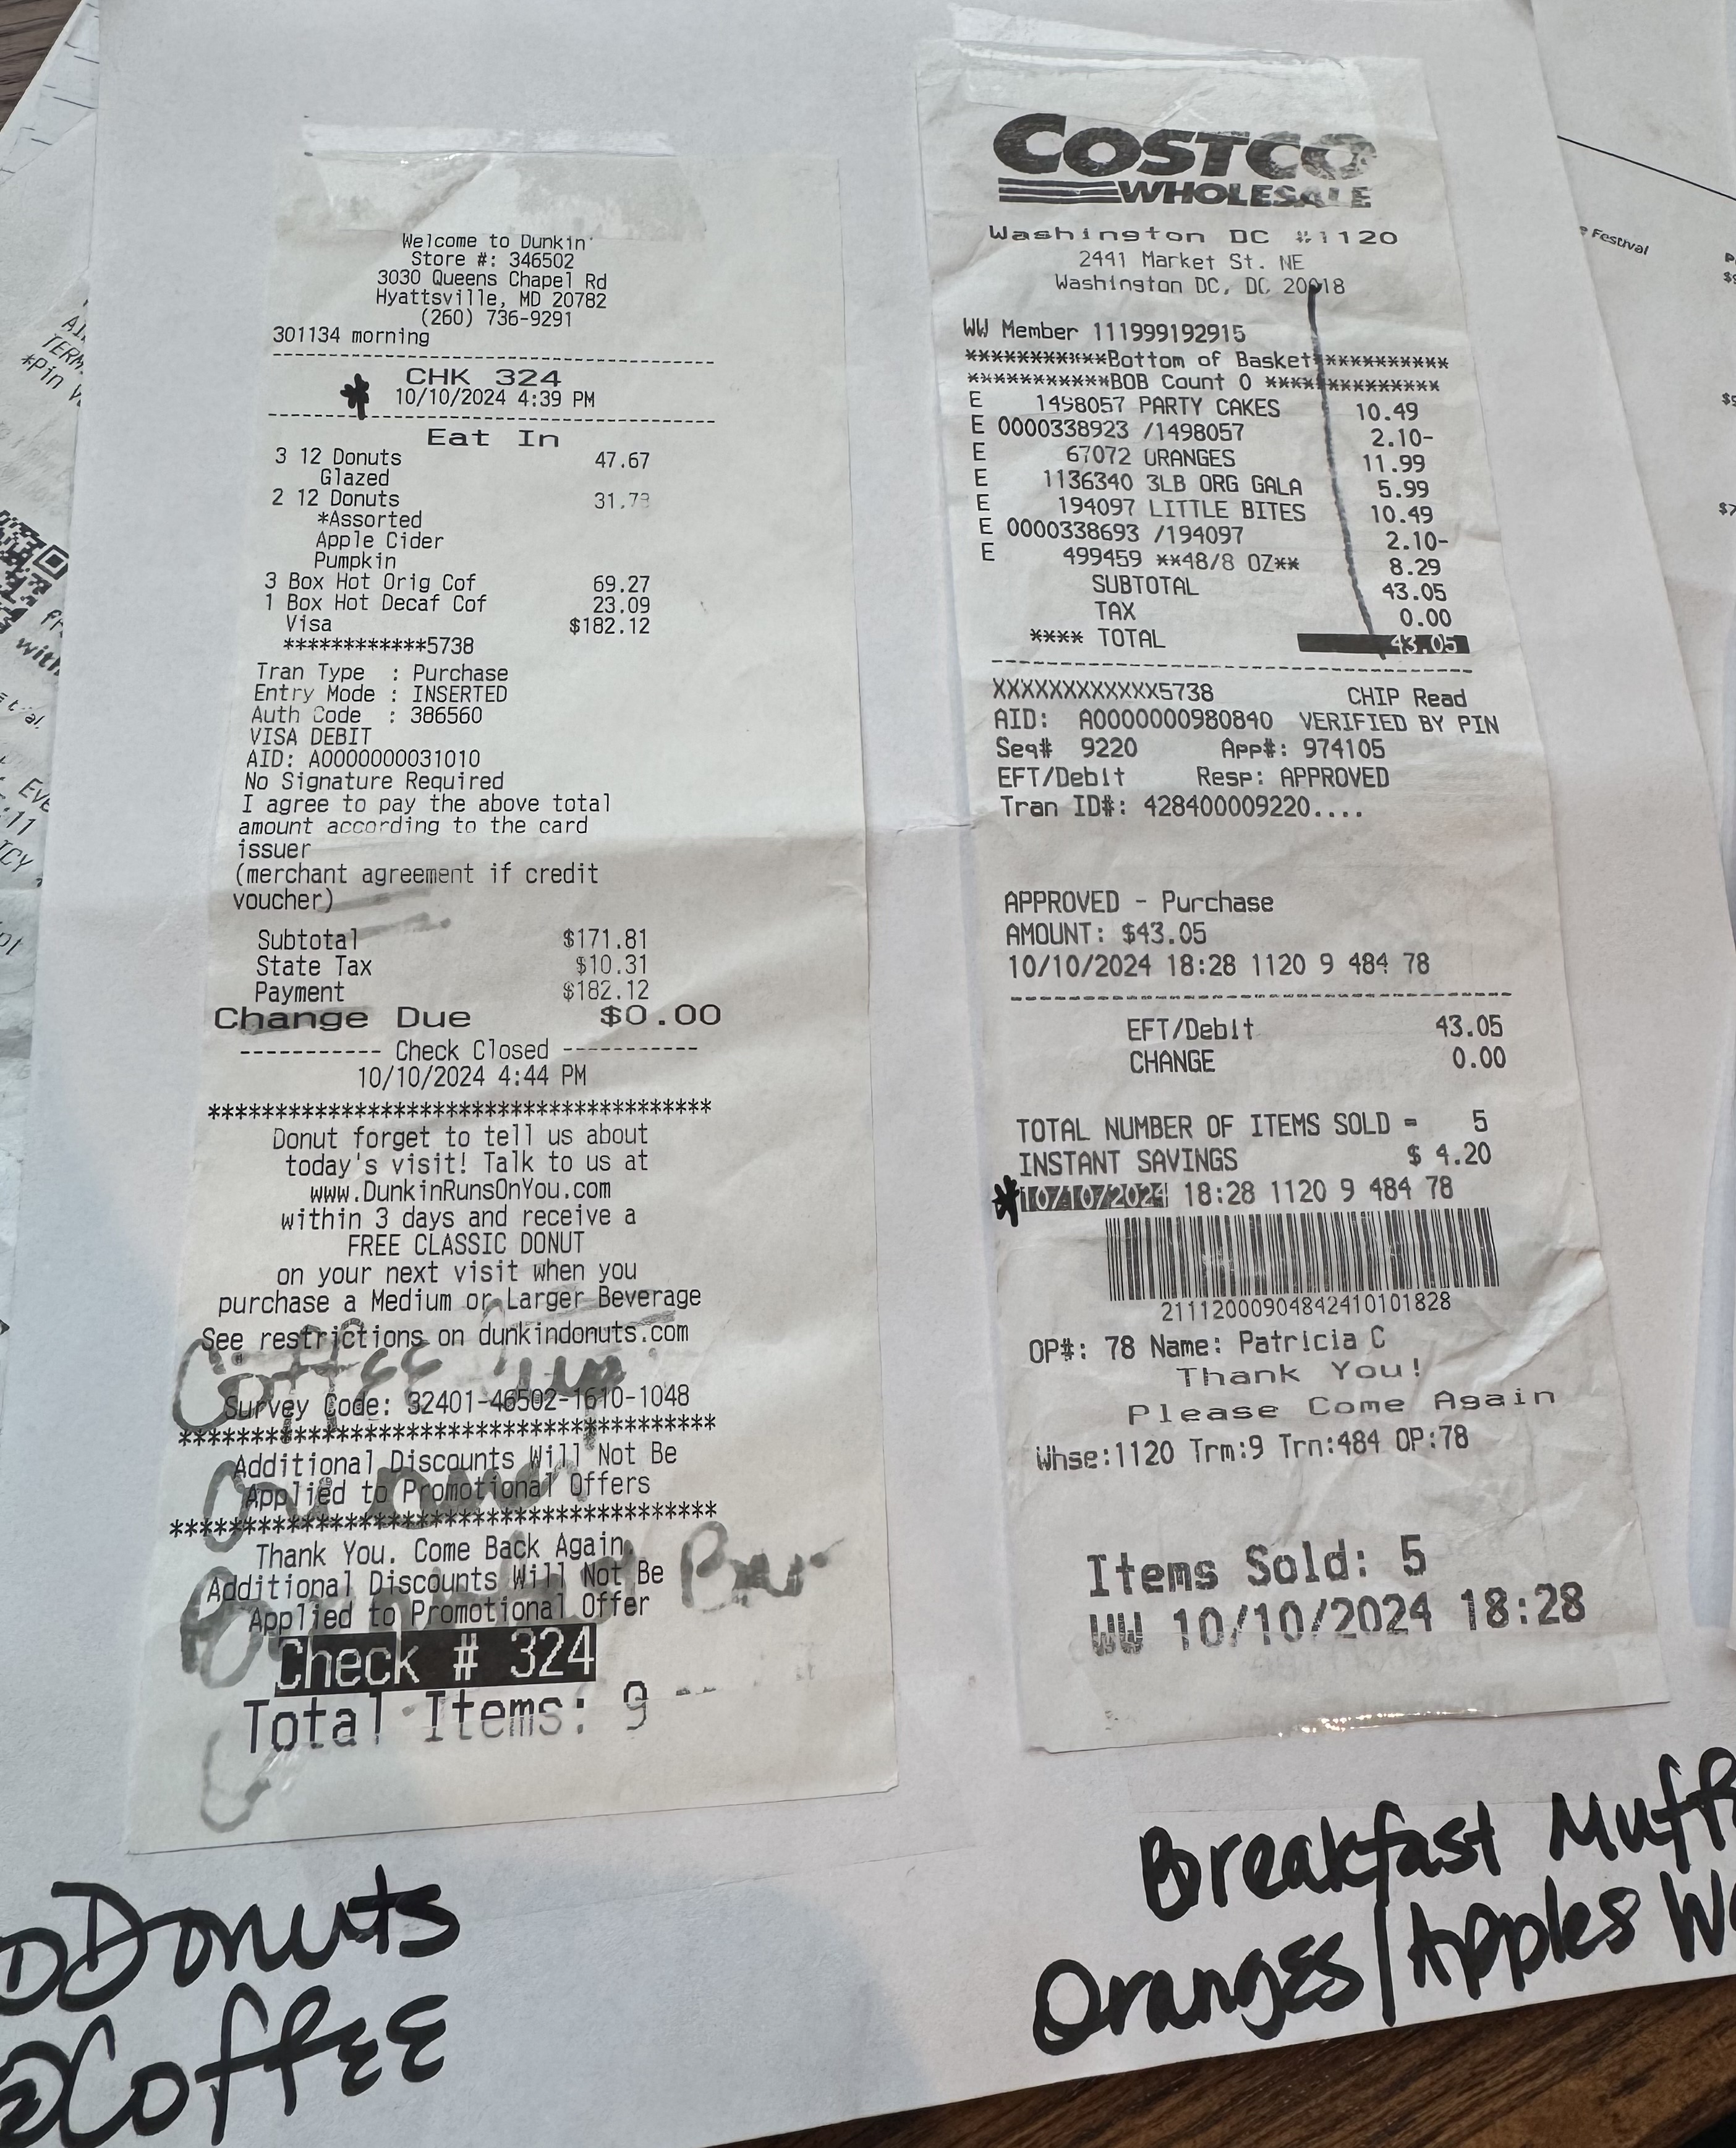 Welcome to Dunkin'
Store #: 346502
3030 Queens Chapel Rd
Hyattsville, MD 20782
(260) 736-9291
301134 morning
CHK 324
10/10/2024 4:39 PM
Eat In
3 12 Donuts 47.67
Glazed
2 12 Donuts 31.78
*Assorted
Apple Cider
Pumpkin
3 Box Hot Orig Cof 69.27
1 Box Hot Decaf Cof 23.09
Visa $182.12
************5738
Tran Type : Purchase
Entry Mode : INSERTED
Auth Code : 386560
VISA DEBIT
AID: A0000000031010
No Signature Required
I agree to pay the above total
amount according to the card
issuer
(merchant agreement if credit
voucher)
Subtotal $171.81
State Tax $10.31
Payment $182.12
Change Due $0.00
----------- Check Closed -----------
10/10/2024 4:44 PM
**************************************
Donut forget to tell us about
today's visit! Talk to us at
www.DunkinRunsOnYou.com
within 3 days and receive a
FREE CLASSIC DONUT
on your next visit when you
purchase a Medium or Larger Beverage
See restrictions on dunkindonuts.com
Coffee
Survey Code: 32401-46502-1610-1048
****************************************
Additional Discounts Will Not Be
Applied to Promotional Offers
*****************************************
Thank You. Come Back Again.
Additional Discounts Will Not Be
Applied to Promotional Offer
Check # 324
Total Items: 9
DDonuts
@Coffee
COSTCO
WHOLESALE
Washington DC #1120
2441 Market St. NE
Washington DC, DC 20018
WW Member 111999192915
***********Bottom of Basket**********
***********BOB Count 0 **************
E 1498057 PARTY CAKES 10.49
E 0000338923 /1498057 2.10-
E 67072 ORANGES 11.99
E 1136340 3LB ORG GALA 5.99
E 194097 LITTLE BITES 10.49
E 0000338693 /194097 2.10-
E 499459 **48/8 OZ** 8.29
SUBTOTAL 43.05
TAX 0.00
**** TOTAL 43.05
XXXXXXXXXXXX5738 CHIP Read
AID: A0000000980840 VERIFIED BY PIN
Seq# 9220 App#: 974105
EFT/Debit Resp: APPROVED
Tran ID#: 428400009220....
APPROVED - Purchase
AMOUNT: $43.05
10/10/2024 18:28 1120 9 484 78
EFT/Debit 43.05
CHANGE 0.00
TOTAL NUMBER OF ITEMS SOLD = 5
INSTANT SAVINGS $ 4.20
*10/10/2024 18:28 1120 9 484 78
21112000904842410101828
OP#: 78 Name: Patricia C
Thank You!
Please Come Again
Whse:1120 Trm:9 Trn:484 OP:78
Items Sold: 5
WW 10/10/2024 18:28
Breakfast Muff
Oranges/Apples
Festival